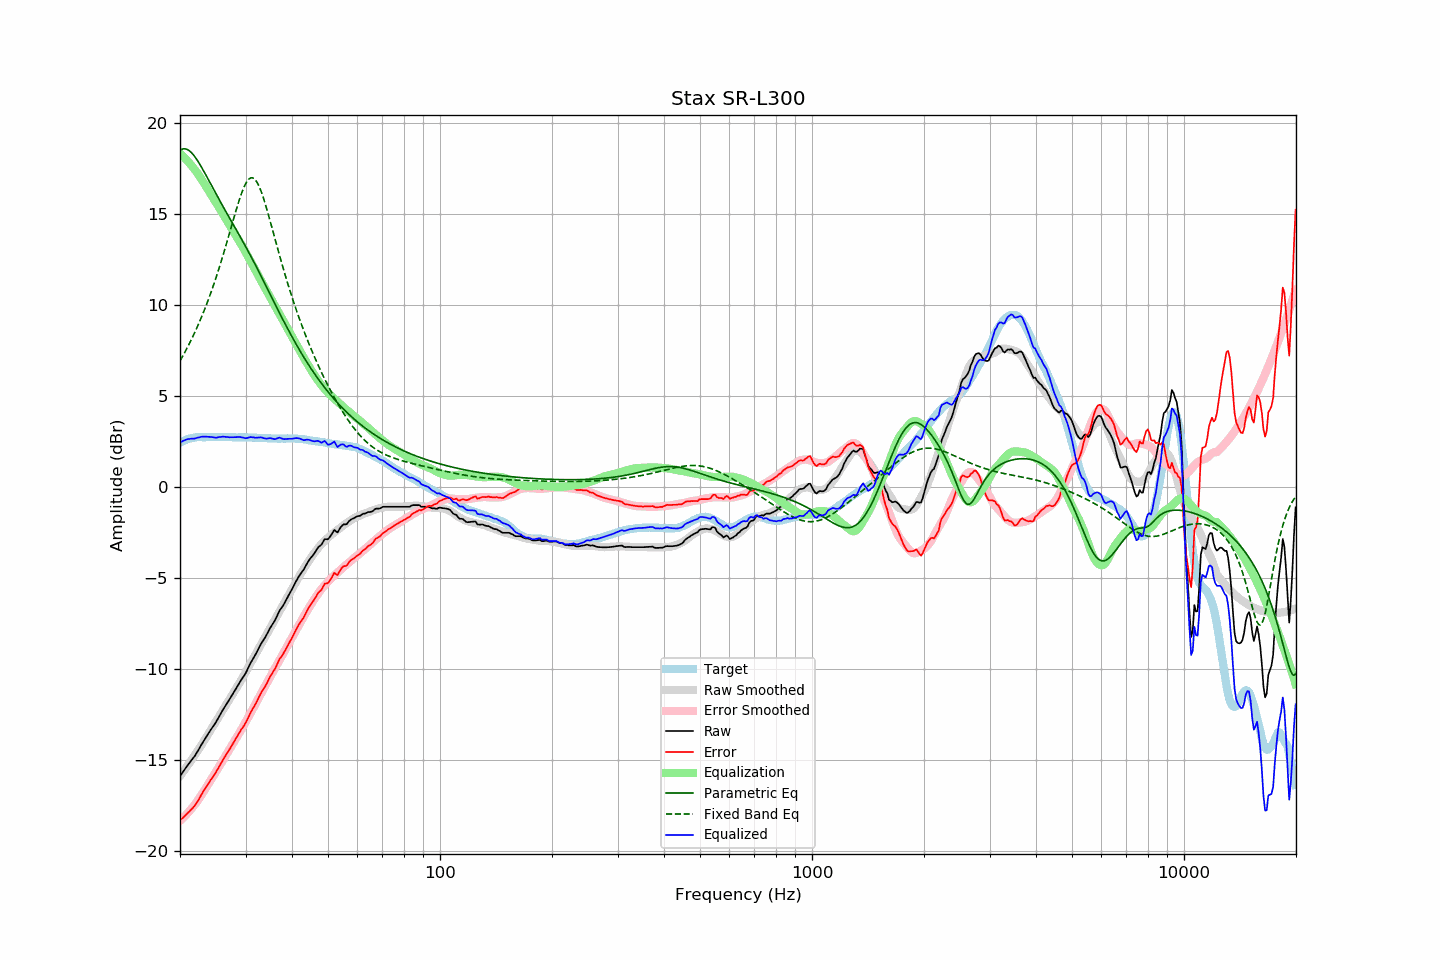 Stax SR-L300
Amplitude (dBr)
20
15
10
5
0
−5
−10
−15
−20
Target
Raw Smoothed
Error Smoothed
Raw
Error
Equalization
Parametric Eq
Fixed Band Eq
Equalized
100
1000
10000
Frequency (Hz)